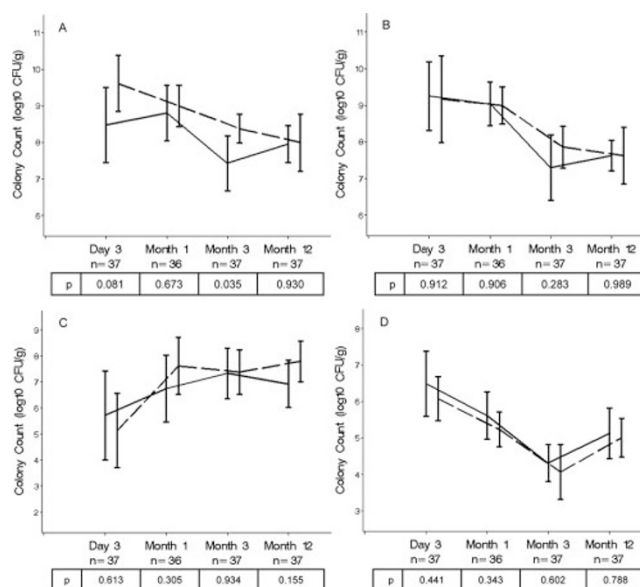 A
Colony Count (log10 CFU/g)
11
10
9
8
7
6
Day 3 Month 1 Month 3 Month 12
n= 37 n= 36 n= 37 n= 37
p 0.081 0.673 0.035 0.930
B
Colony Count (log10 CFU/g)
11
10
9
8
7
6
Day 3 Month 1 Month 3 Month 12
n= 37 n= 36 n= 37 n= 37
p 0.912 0.906 0.283 0.989
C
Colony Count (log10 CFU/g)
9
8
7
6
5
4
3
2
Day 3 Month 1 Month 3 Month 12
n= 37 n= 36 n= 37 n= 37
p 0.613 0.305 0.934 0.155
D
Colony Count (log10 CFU/g)
8
7
6
5
4
3
Day 3 Month 1 Month 3 Month 12
n= 37 n= 36 n= 37 n= 37
p 0.441 0.343 0.602 0.789